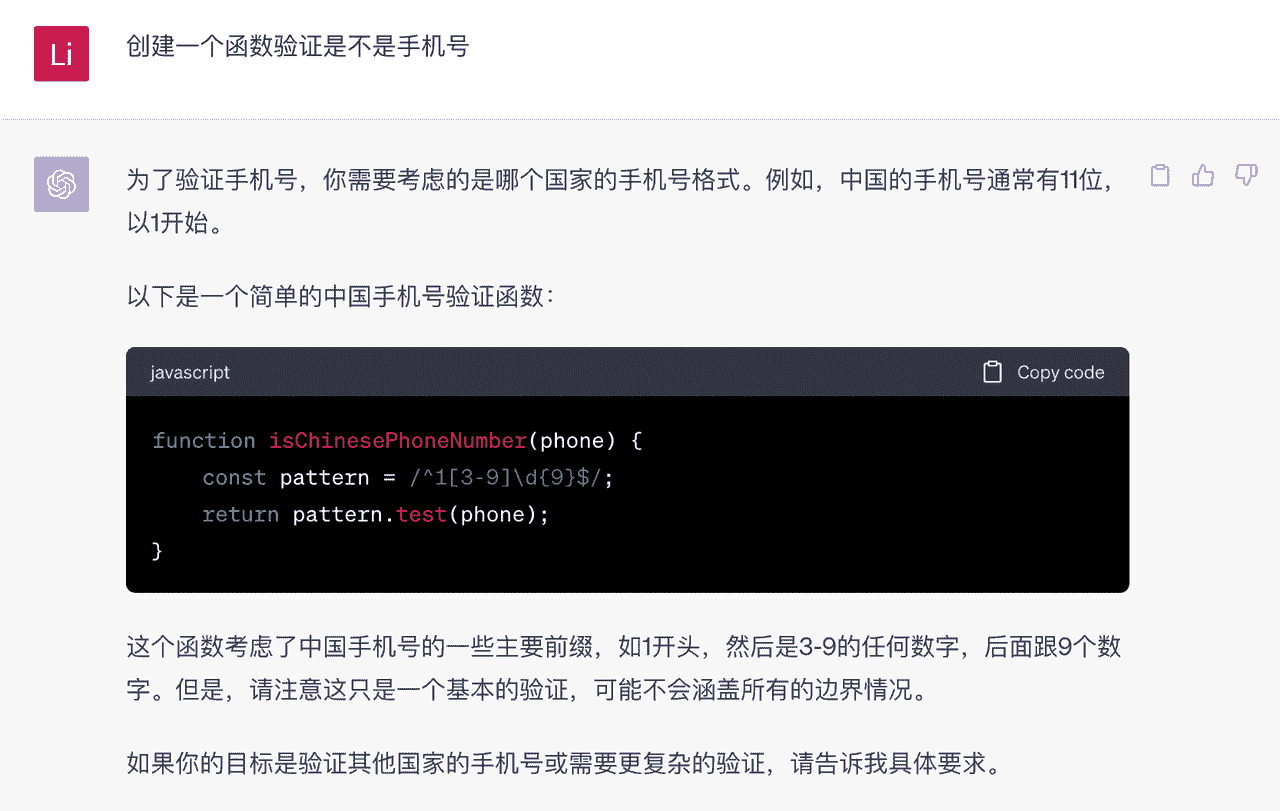 Li
创建一个函数验证是不是手机号
为了验证手机号，你需要考虑的是哪个国家的手机号格式。例如，中国的手机号通常有11位，
以1开始。
以下是一个简单的中国手机号验证函数：
javascript
Copy code
function isChinesePhoneNumber(phone) {
    const pattern = /^1[3-9]\d{9}$/;
    return pattern.test(phone);
}
这个函数考虑了中国手机号的一些主要前缀，如1开头，然后是3-9的任何数字，后面跟9个数
字。但是，请注意这只是一个基本的验证，可能不会涵盖所有的边界情况。
如果你的目标是验证其他国家的手机号或需要更复杂的验证，请告诉我具体要求。